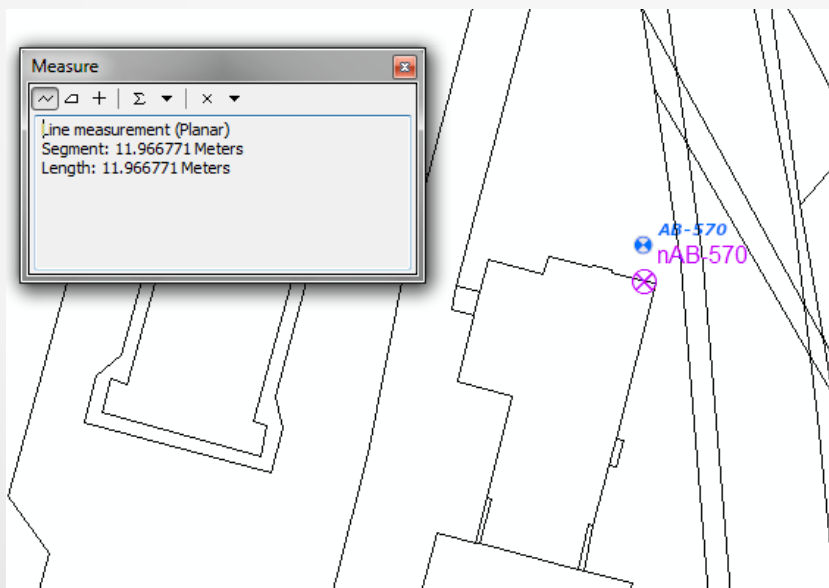 Measure
Line measurement (Planar)
Segment: 11.966771 Meters
Length: 11.966771 Meters
AB-570
nAB-570